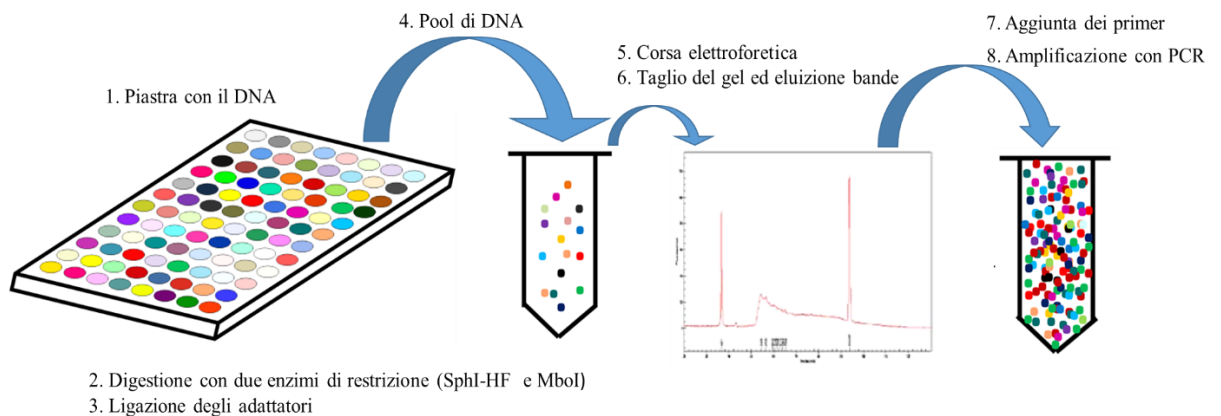 1. Piastra con il DNA
2. Digestione con due enzimi di restrizione (SphI-HF e MboI)
3. Ligazione degli adattatori
4. Pool di DNA
5. Corsa elettroforetica
6. Taglio del gel ed eluizione bande
7. Aggiunta dei primer
8. Amplificazione con PCR